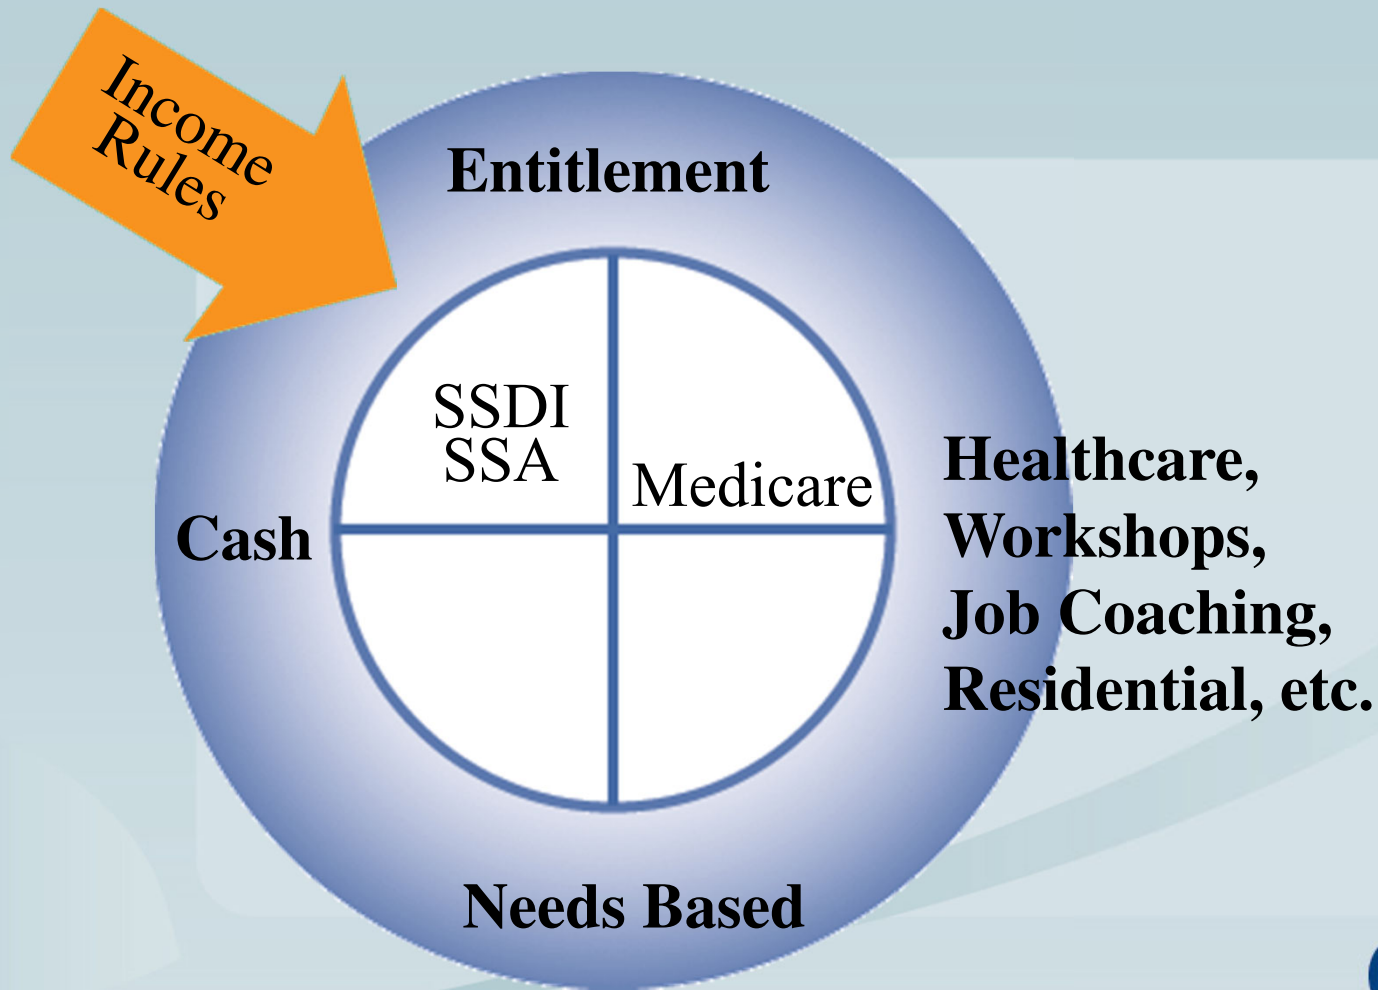 Income
Rules
Entitlement
SSDI
SSA
Medicare
Cash
Healthcare,
Workshops,
Job Coaching,
Residential, etc.
Needs Based